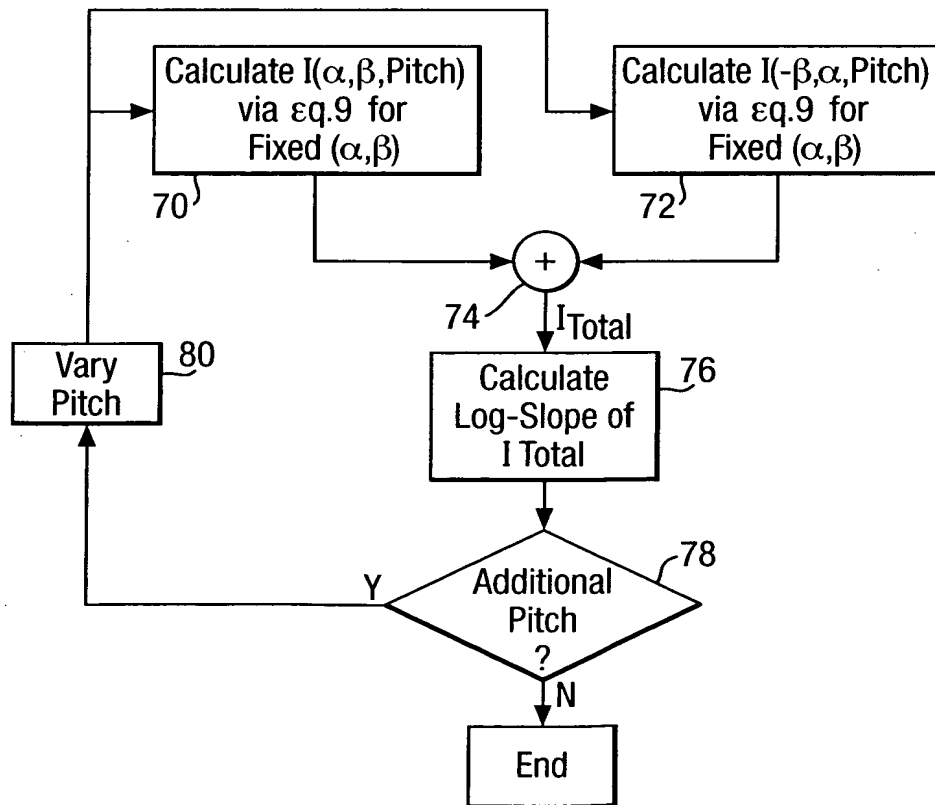 Calculate I(α,β,Pitch)
via εq.9 for
Fixed (α,β)
70
Calculate I(-β,α,Pitch)
via εq.9 for
Fixed (α,β)
72
+
74
I Total
Vary
Pitch
80
Calculate
Log-Slope of
I Total
76
Additional
Pitch
?
78
Y
N
End